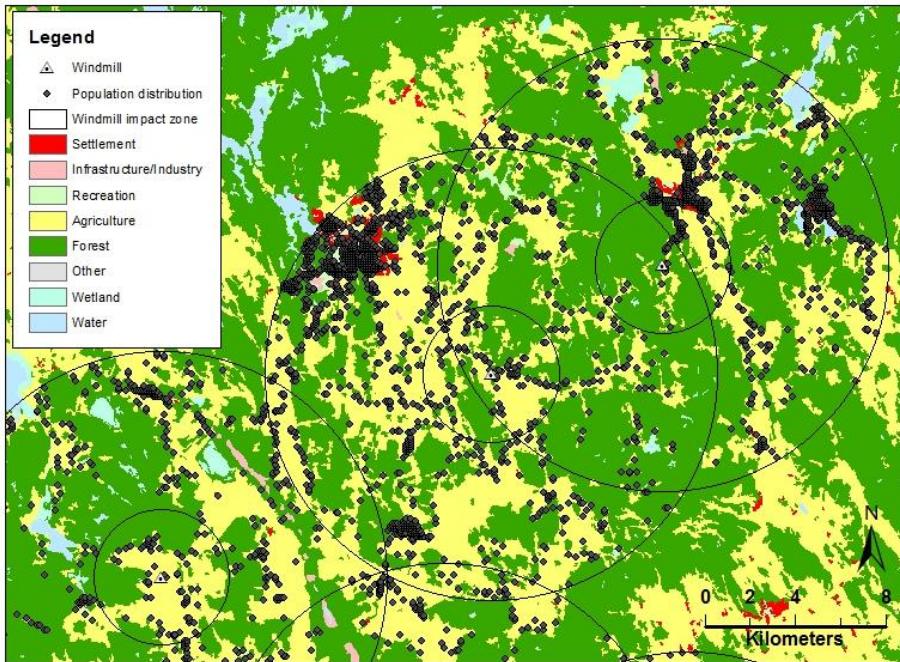 Legend
Windmill
Population distribution
Windmill impact zone
Settlement
Infrastructure/Industry
Recreation
Agriculture
Forest
Other
Wetland
Water
N
0 2 4 8
Kilometers